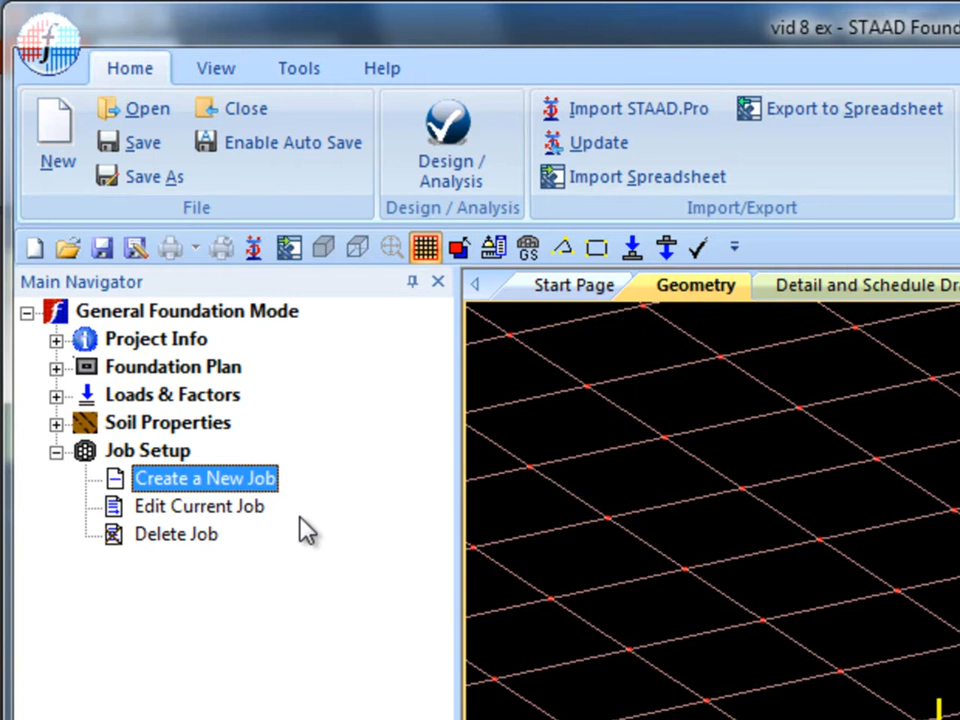 vid 8 ex - STAAD Found
Home View Tools Help
New
Open
Save
Save As
Close
Enable Auto Save
File
Design /
Analysis
Design / Analysis
Import STAAD.Pro
Update
Import Spreadsheet
Export to Spreadsheet
Import/Export
GS
Main Navigator
Start Page Geometry Detail and Schedule Dra
General Foundation Mode
Project Info
Foundation Plan
Loads & Factors
Soil Properties
Job Setup
Create a New Job
Edit Current Job
Delete Job